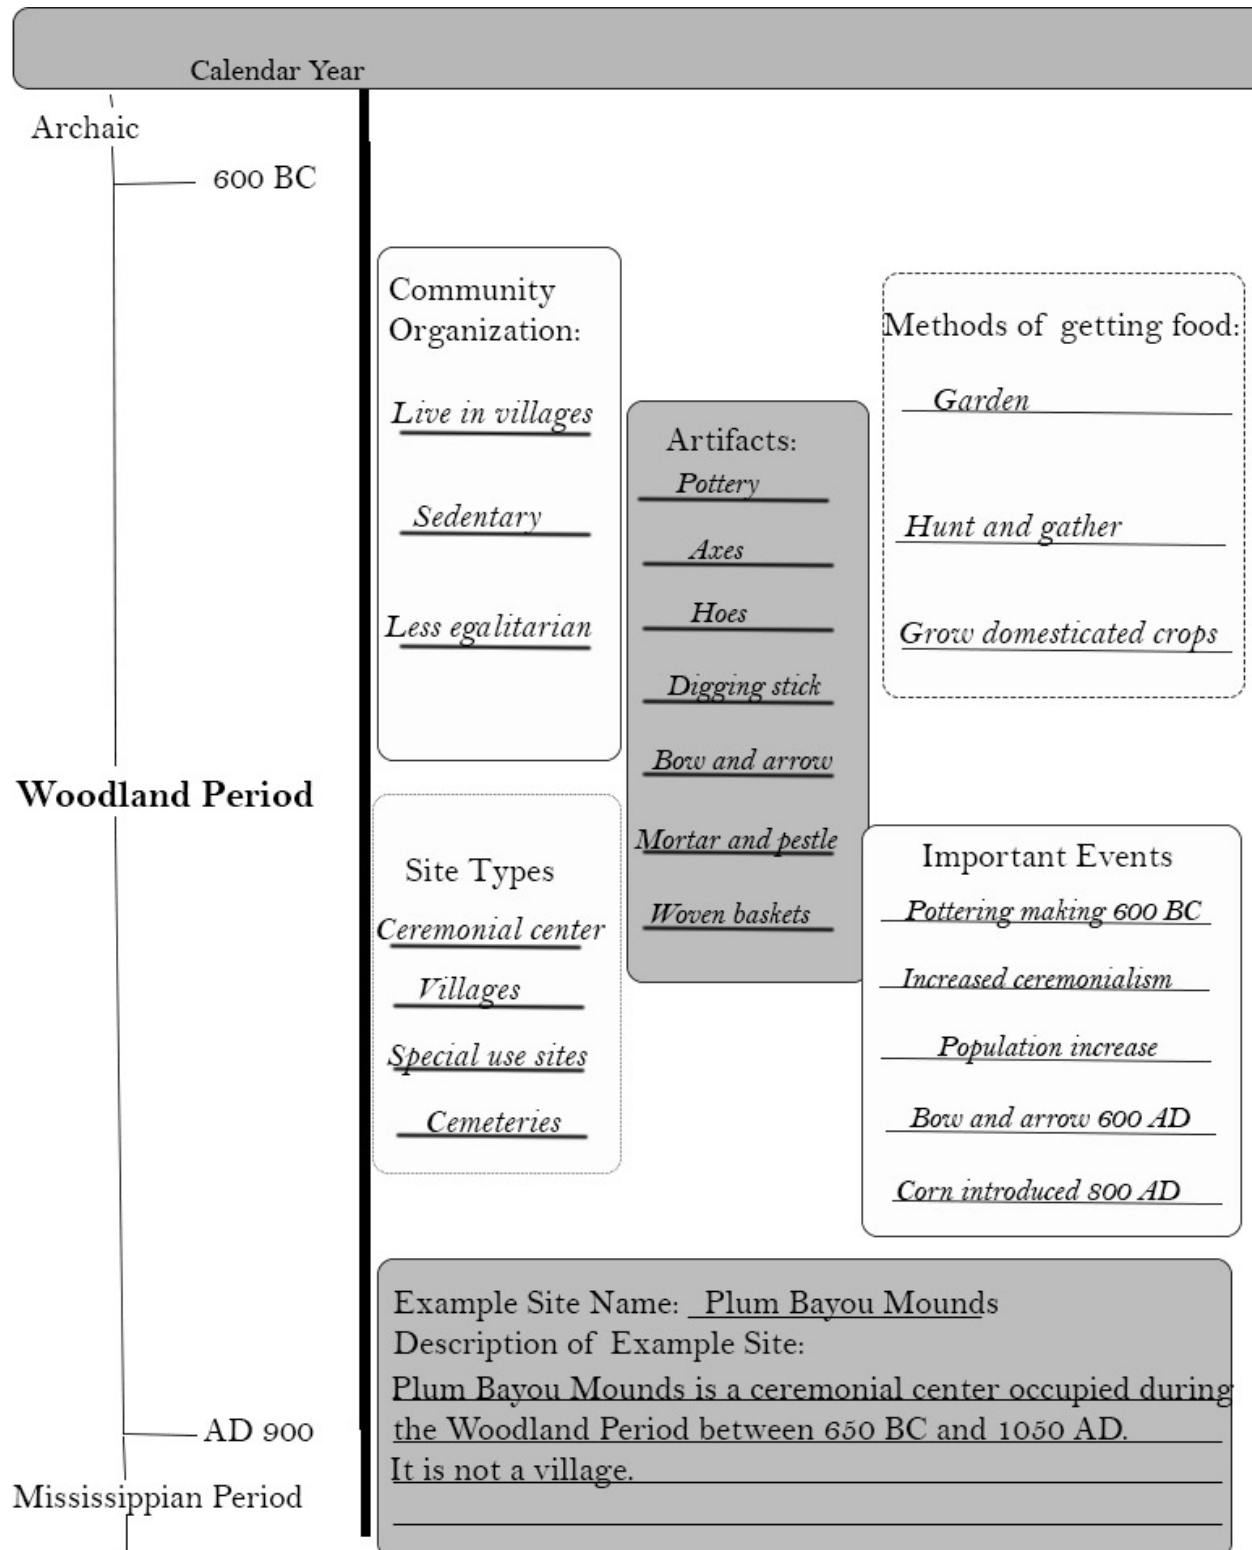 Calendar Year
Archaic
600 BC
Woodland Period
AD 900
Mississippian Period
Community
Organization:
Live in villages
Sedentary
Less egalitarian
Artifacts:
Pottery
Axes
Hoes
Digging stick
Bow and arrow
Mortar and pestle
Woven baskets
Methods of getting food:
Garden
Hunt and gather
Grow domesticated crops
Site Types
Ceremonial center
Villages
Special use sites
Cemeteries
Important Events
Pottering making 600 BC
Increased ceremonialism
Population increase
Bow and arrow 600 AD
Corn introduced 800 AD
Example Site Name: Plum Bayou Mounds
Description of Example Site:
Plum Bayou Mounds is a ceremonial center occupied during
the Woodland Period between 650 BC and 1050 AD.
It is not a village.